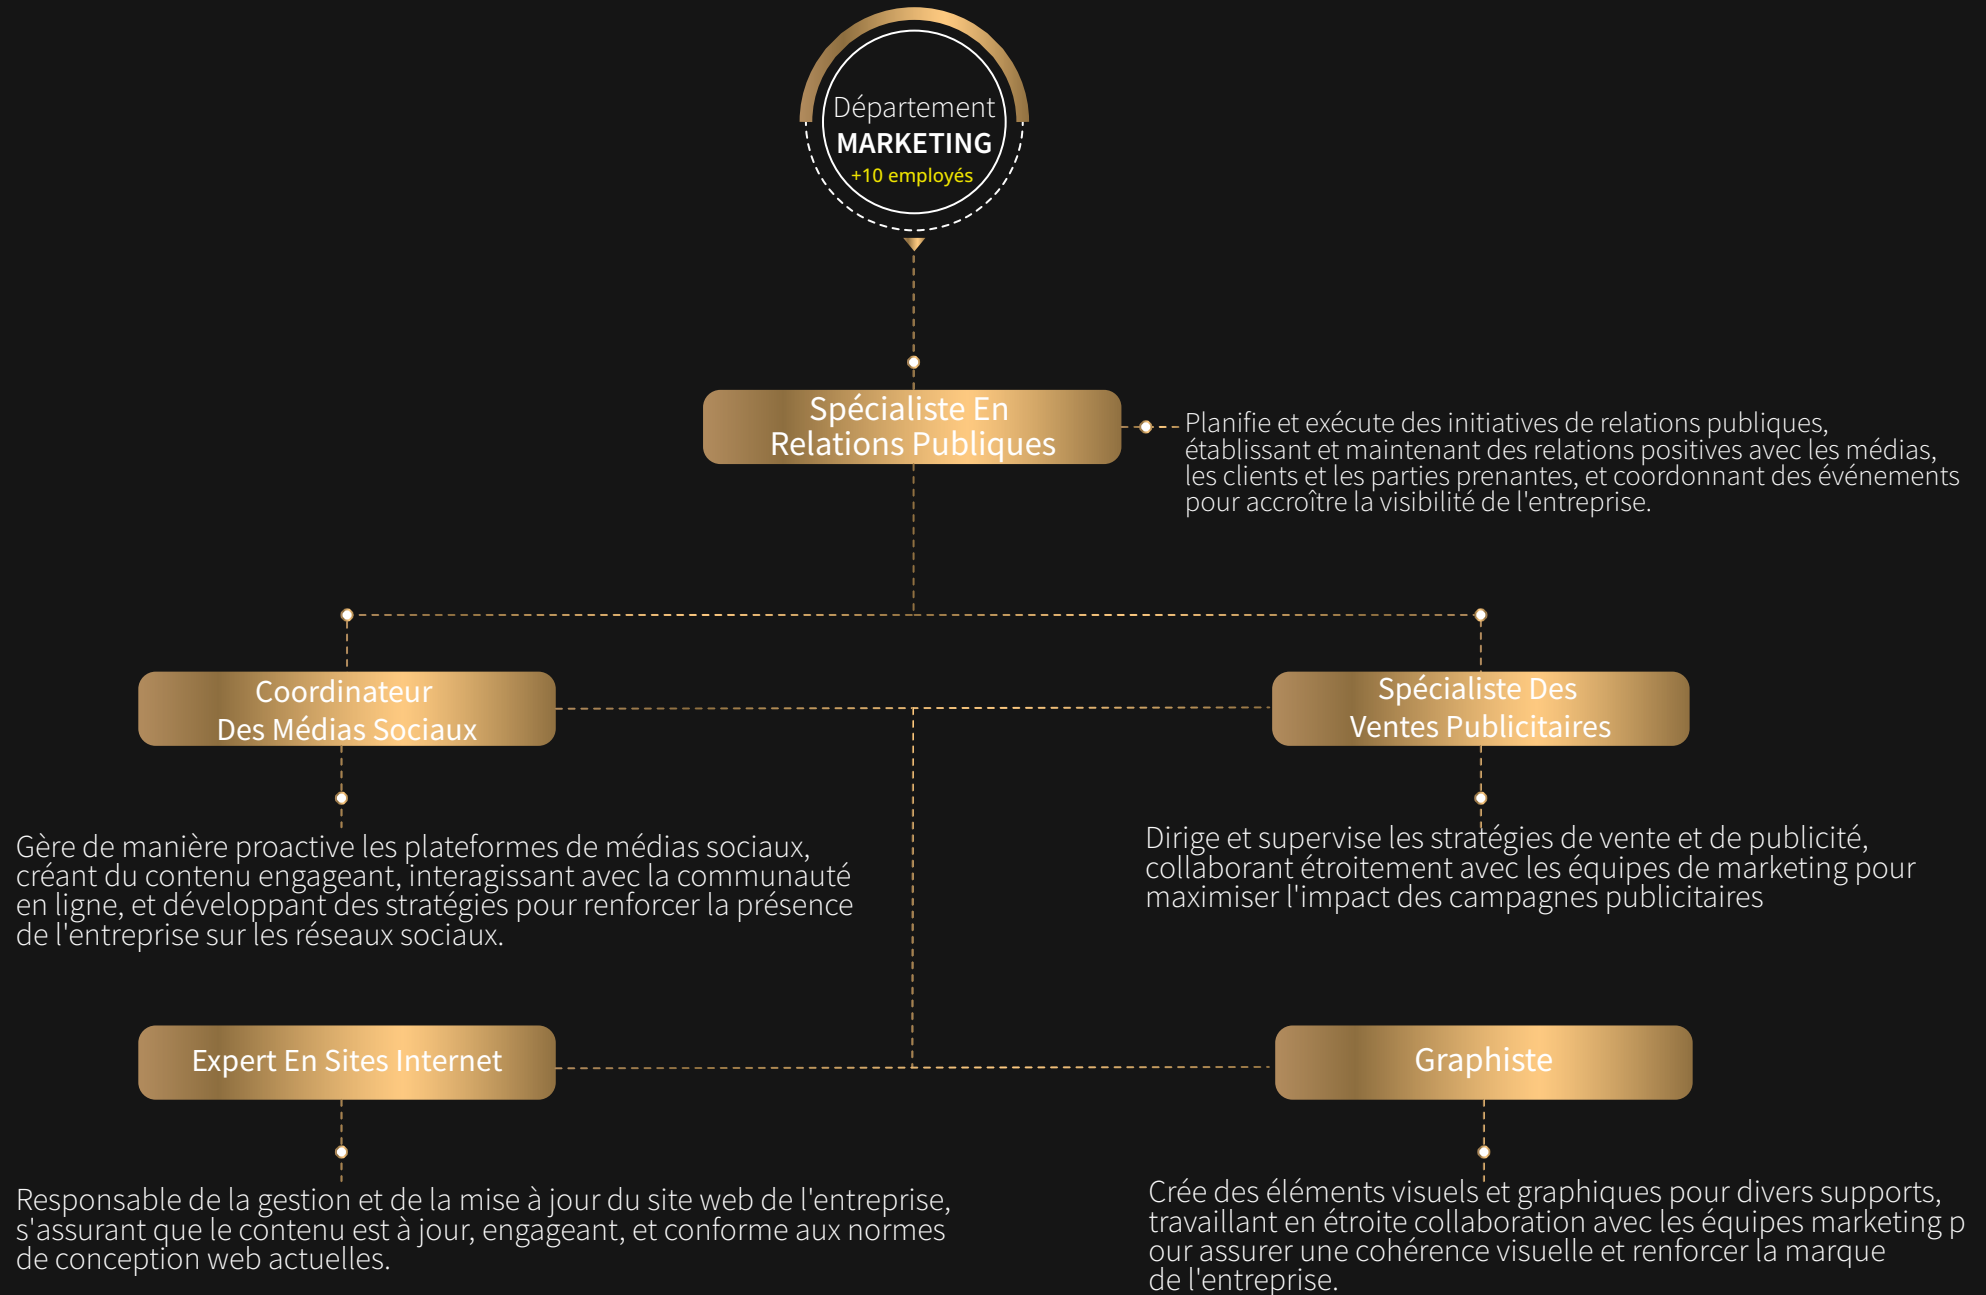 Département
MARKETING
+10 employés
Spécialiste En
Relations Publiques
Planifie et exécute des initiatives de relations publiques,
établissant et maintenant des relations positives avec les médias,
les clients et les parties prenantes, et coordonnant des événements
pour accroître la visibilité de l'entreprise.
Coordinateur
Des Médias Sociaux
Spécialiste Des
Ventes Publicitaires
Gère de manière proactive les plateformes de médias sociaux,
créant du contenu engageant, interagissant avec la communauté
en ligne, et développant des stratégies pour renforcer la présence
de l'entreprise sur les réseaux sociaux.
Dirige et supervise les stratégies de vente et de publicité,
collaborant étroitement avec les équipes de marketing pour
maximiser l'impact des campagnes publicitaires
Expert En Sites Internet
Graphiste
Responsable de la gestion et de la mise à jour du site web de l'entreprise,
s'assurant que le contenu est à jour, engageant, et conforme aux normes
de conception web actuelles.
Crée des éléments visuels et graphiques pour divers supports,
travaillant en étroite collaboration avec les équipes marketing p
our assurer une cohérence visuelle et renforcer la marque
de l'entreprise.